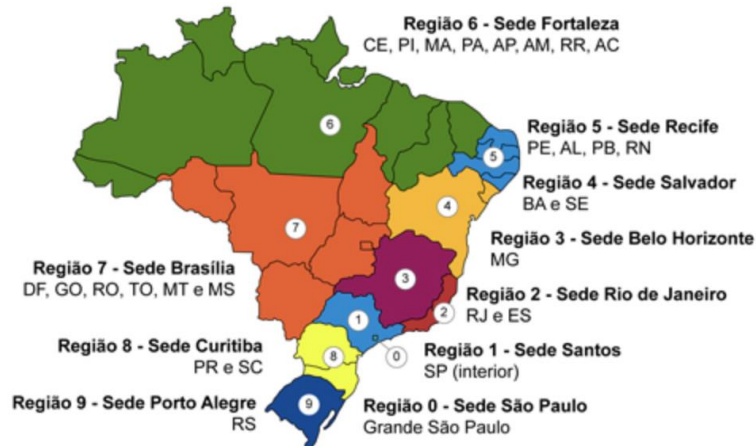 Região 6 - Sede Fortaleza
CE, PI, MA, PA, AP, AM, RR, AC
6
Região 5 - Sede Recife
PE, AL, PB, RN
5
Região 4 - Sede Salvador
BA e SE
4
Região 3 - Sede Belo Horizonte
MG
7
3
Região 7 - Sede Brasília
DF, GO, RO, TO, MT e MS
Região 2 - Sede Rio de Janeiro
RJ e ES
2
1
Região 8 - Sede Curitiba
PR e SC
8
0
Região 1 - Sede Santos
SP (interior)
Região 9 - Sede Porto Alegre
RS
9
Região 0 - Sede São Paulo
Grande São Paulo